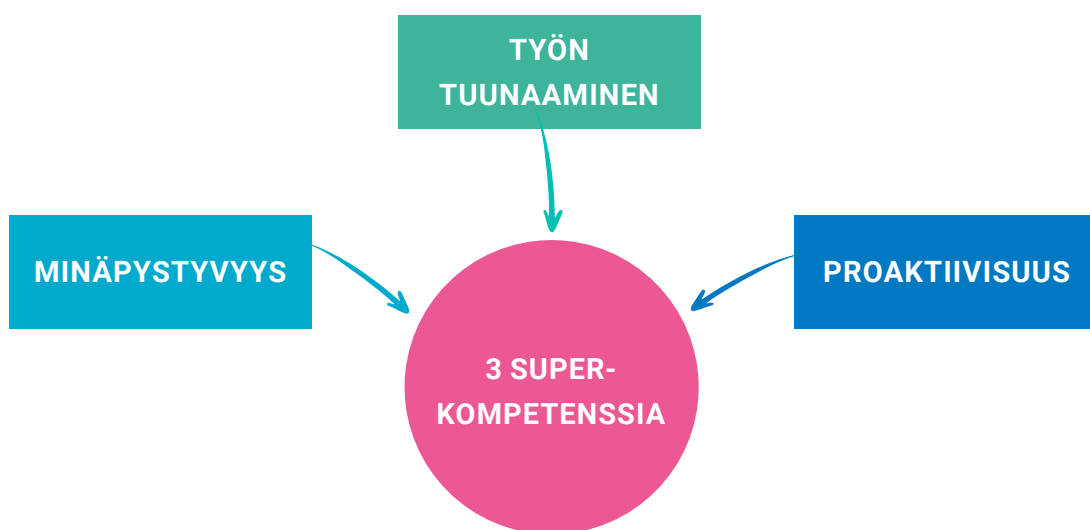 TYÖN
TUUNAAMINEN
MINÄPYSTYVYYS
PROAKTIIVISUUS
3 SUPER-
KOMPETENSSIA